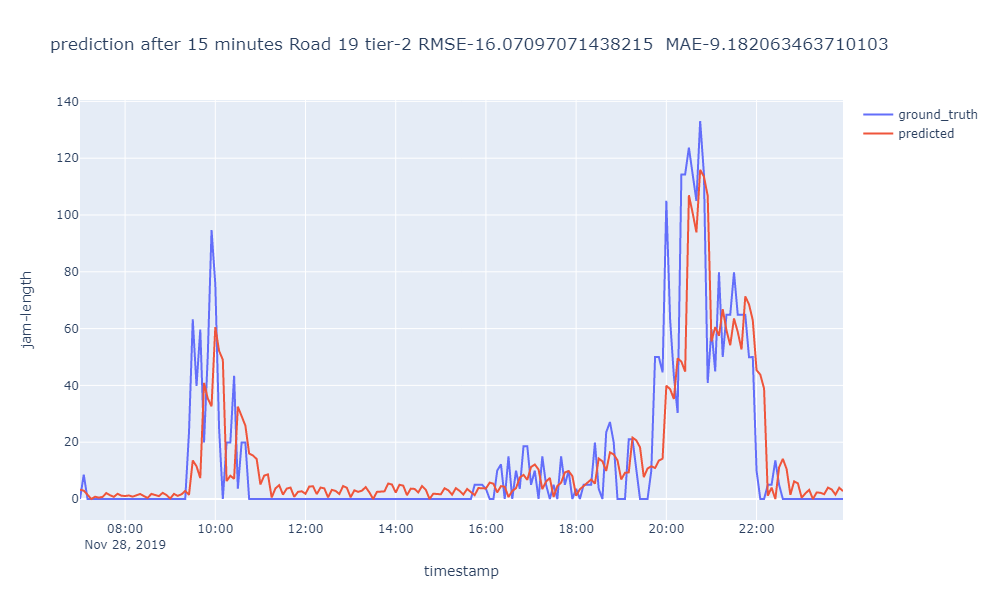 prediction after 15 minutes Road 19 tier-2 RMSE-16.07097071438215  MAE-9.182063463710103
ground_truth
predicted
140
120
100
80
60
40
20
0
jam-length
08:00 10:00 12:00 14:00 16:00 18:00 20:00 22:00
Nov 28, 2019
timestamp